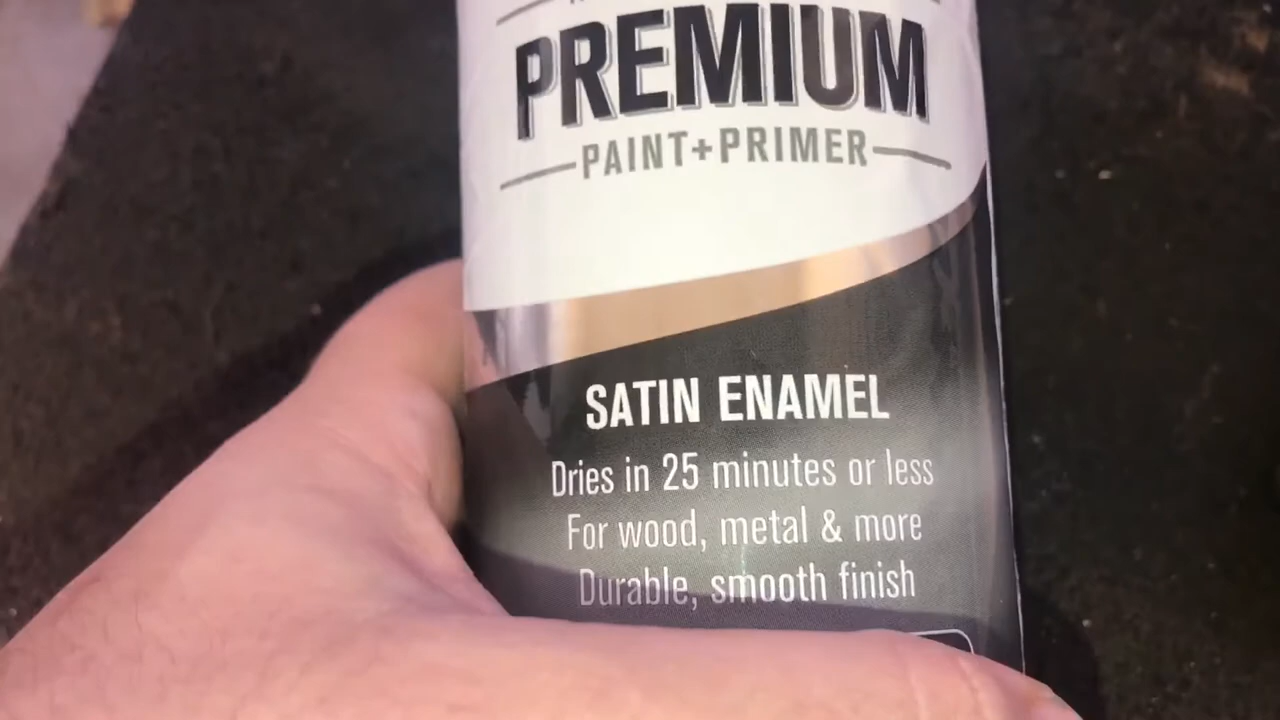 PREMIUM
PAINT+PRIMER
SATIN ENAMEL
Dries in 25 minutes or less
For wood, metal & more
Durable, smooth finish